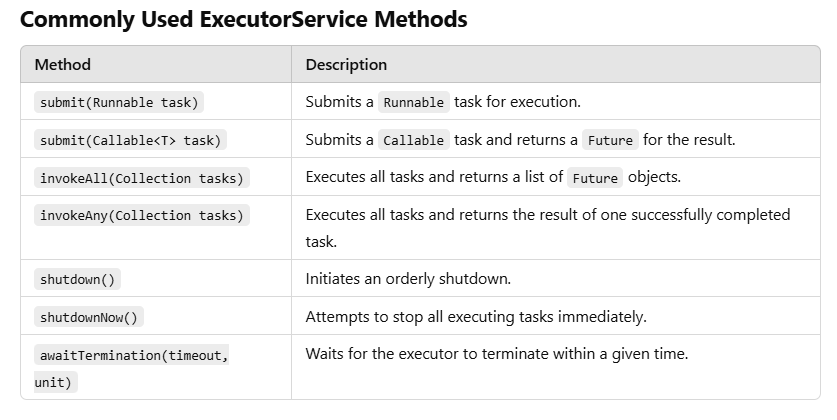 Commonly Used ExecutorService Methods
Method Description
submit(Runnable task) Submits a Runnable task for execution.
submit(Callable<T> task) Submits a Callable task and returns a Future for the result.
invokeAll(Collection tasks) Executes all tasks and returns a list of Future objects.
invokeAny(Collection tasks) Executes all tasks and returns the result of one successfully completed
task.
shutdown() Initiates an orderly shutdown.
shutdownNow() Attempts to stop all executing tasks immediately.
awaitTermination(timeout, Waits for the executor to terminate within a given time.
unit)